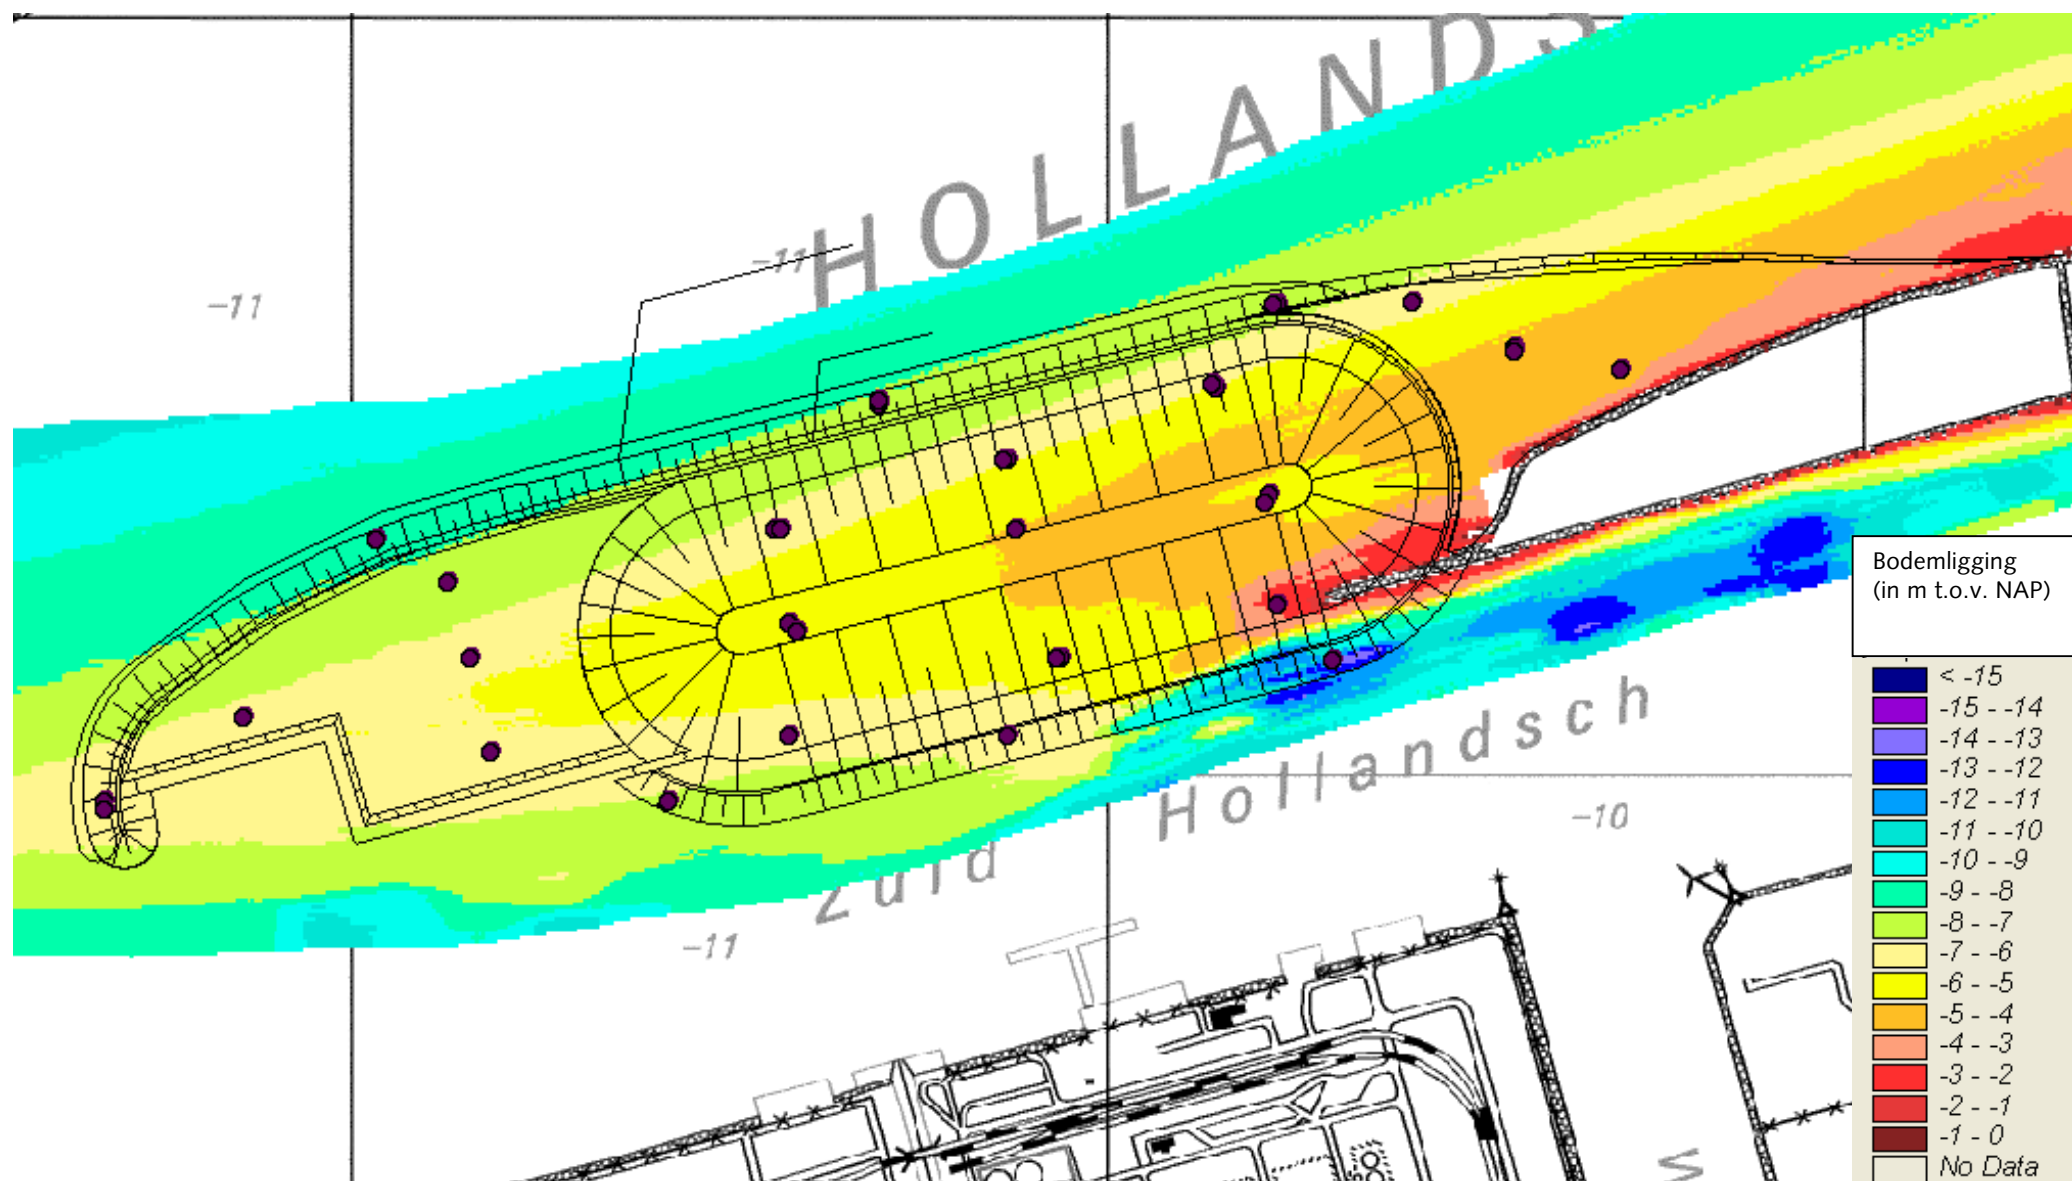 HOLLANDS
-11
-11
Bodemligging
(in m t.o.v. NAP)
< -15
-15 - -14
-14 - -13
-13 - -12
-12 - -11
-11 - -10
-10 - -9
-9 - -8
-8 - -7
-7 - -6
-6 - -5
-5 - -4
-4 - -3
-3 - -2
-2 - -1
-1 - 0
No Data
Zuid Hollandsch
-10
-11